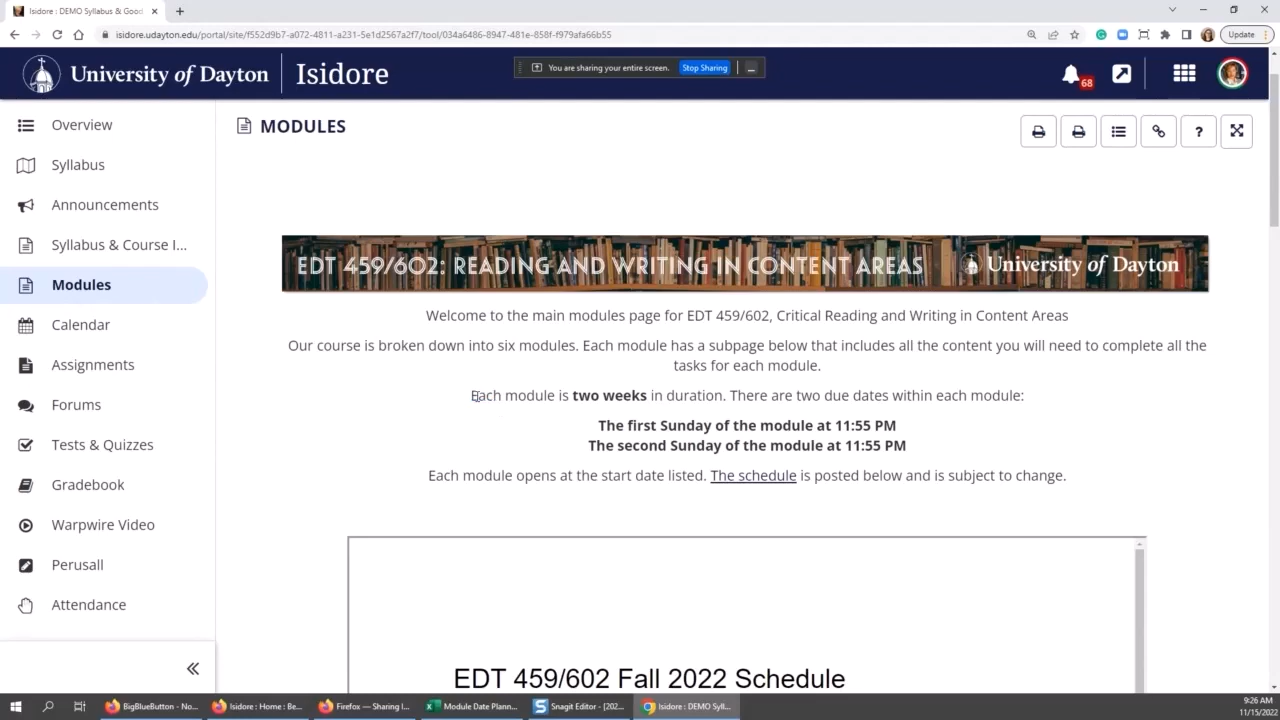 Isidore : DEMO Syllabus & Good
isidore.udayton.edu/portal/site/f552d9b7-a072-4811-a231-5e1d2567a2f7/tool/034a6486-8947-481e-858f-f979afa66b55
Update
University of Dayton
Isidore
You are sharing your entire screen.
Stop Sharing
68
Overview
Syllabus
Announcements
Syllabus & Course I...
Modules
Calendar
Assignments
Forums
Tests & Quizzes
Gradebook
Warpwire Video
Perusall
Attendance
MODULES
EDT 459/602: READING AND WRITING IN CONTENT AREAS
University of Dayton
Welcome to the main modules page for EDT 459/602, Critical Reading and Writing in Content Areas
Our course is broken down into six modules. Each module has a subpage below that includes all the content you will need to complete all the
tasks for each module.
Each module is two weeks in duration. There are two due dates within each module:
The first Sunday of the module at 11:55 PM
The second Sunday of the module at 11:55 PM
Each module opens at the start date listed. The schedule is posted below and is subject to change.
EDT 459/602 Fall 2022 Schedule
BigBlueButton - No...
Isidore : Home : Be...
Firefox — Sharing I...
Module Date Plann...
Snagit Editor - [202...
Isidore : DEMO Syll...
9:26 AM
11/15/2022